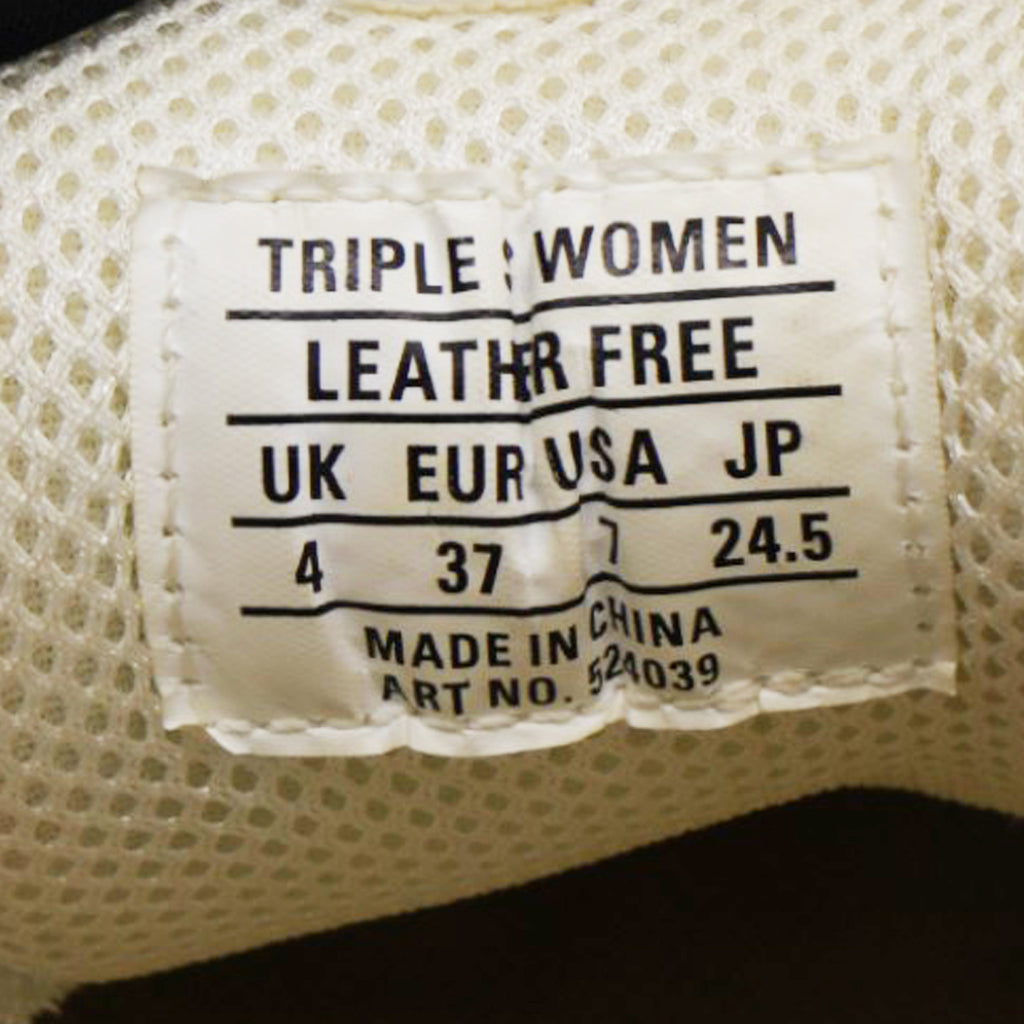 TRIPLE S WOMEN
LEATHER FREE
UK EUR USA JP
4 37 7 24.5
MADE IN CHINA
ART NO. 524039